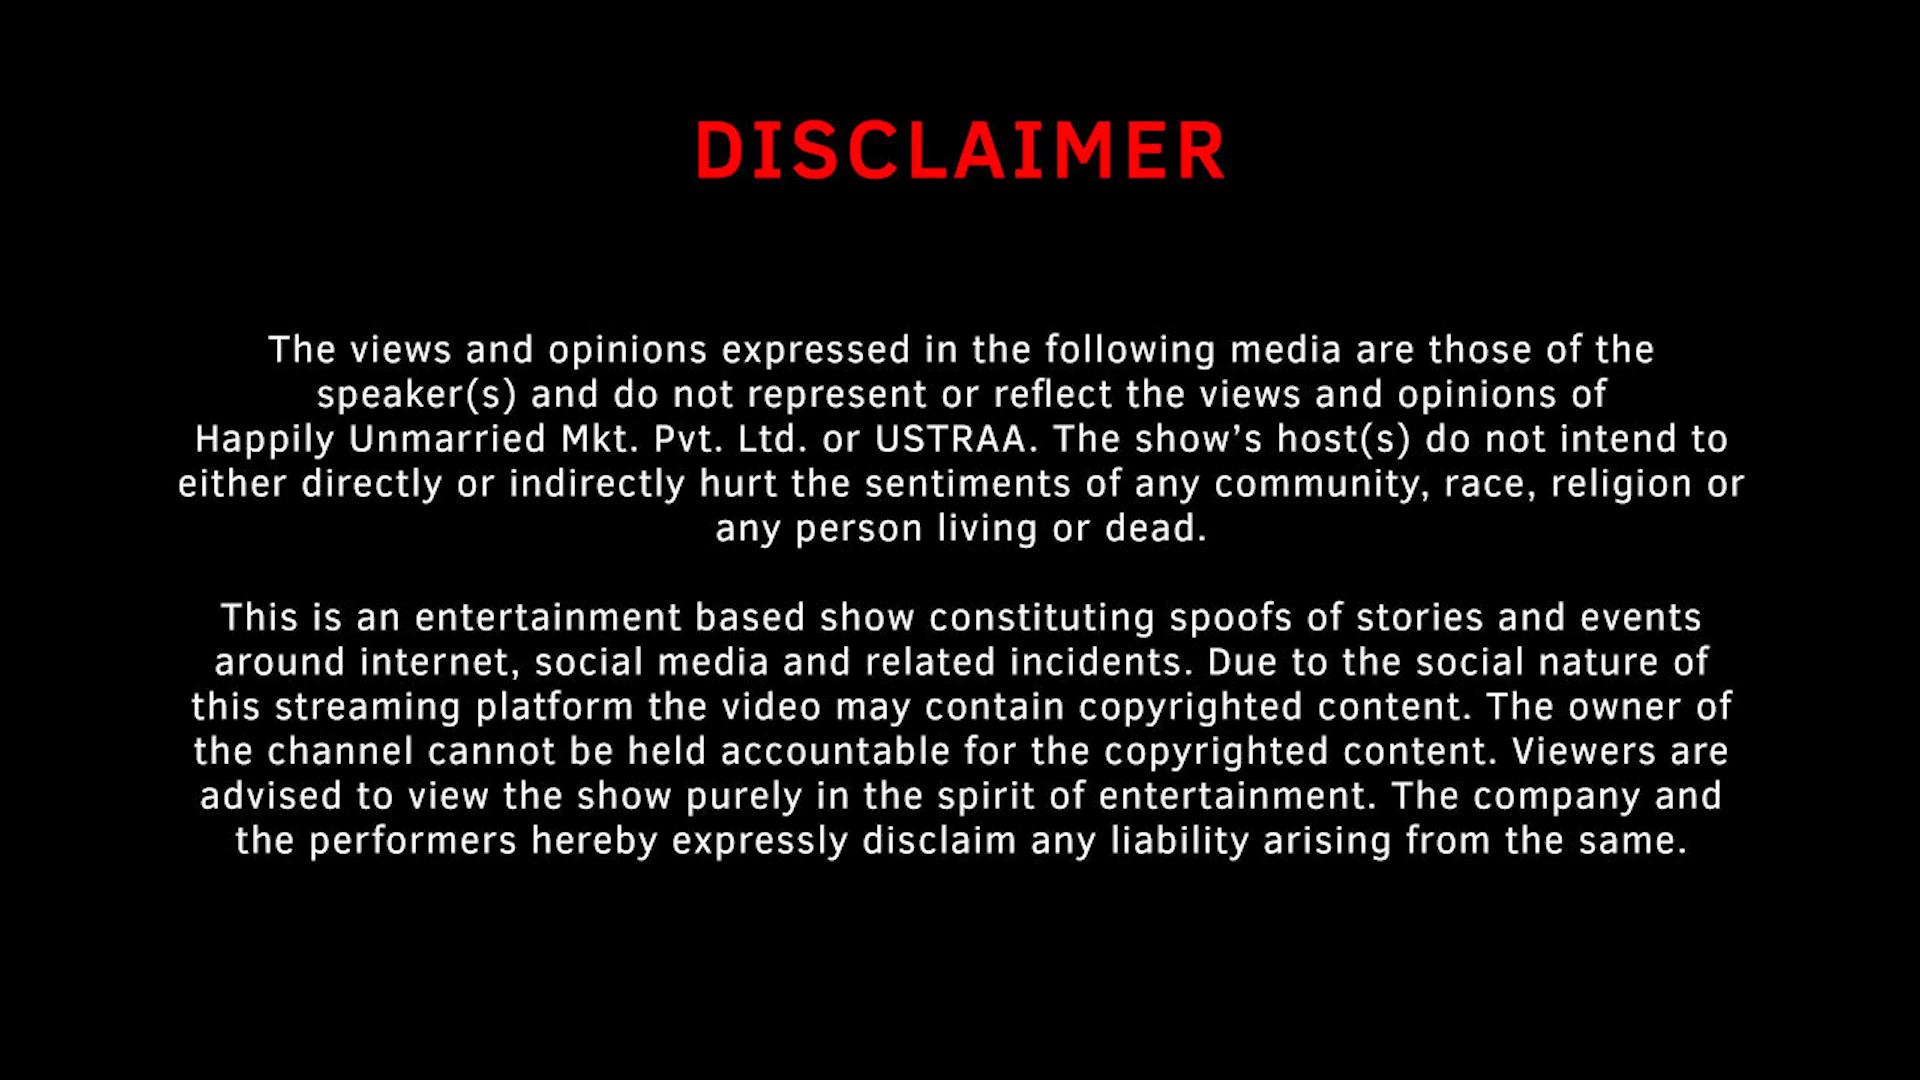 DISCLAIMER
The views and opinions expressed in the following media are those of the
speaker(s) and do not represent or reflect the views and opinions of
Happily Unmarried Mkt. Pvt. Ltd. or USTRAA. The show’s host(s) do not intend to
either directly or indirectly hurt the sentiments of any community, race, religion or
any person living or dead.
This is an entertainment based show constituting spoofs of stories and events
around internet, social media and related incidents. Due to the social nature of
this streaming platform the video may contain copyrighted content. The owner of
the channel cannot be held accountable for the copyrighted content. Viewers are
advised to view the show purely in the spirit of entertainment. The company and
the performers hereby expressly disclaim any liability arising from the same.